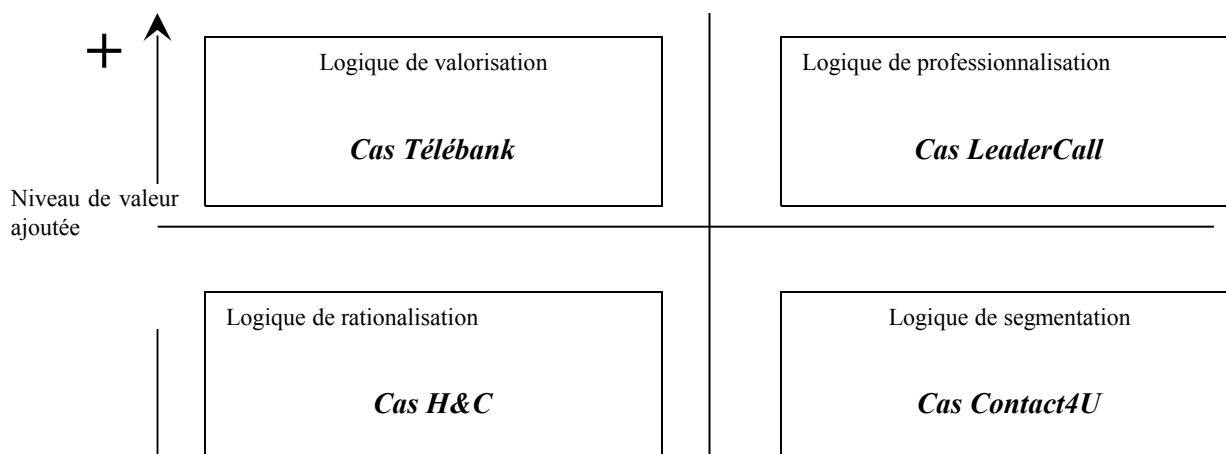 +
Logique de valorisation
Logique de professionnalisation
Cas Télébank
Cas LeaderCall
Niveau de valeur
ajoutée
Logique de rationalisation
Logique de segmentation
Cas H&C
Cas Contact4U